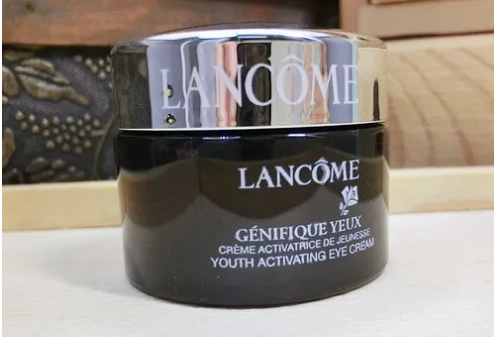 LANCÔME
LANCÔME
GÉNIFIQUE YEUX
CRÈME ACTIVATRICE DE JEUNESSE
YOUTH ACTIVATING EYE CREAM